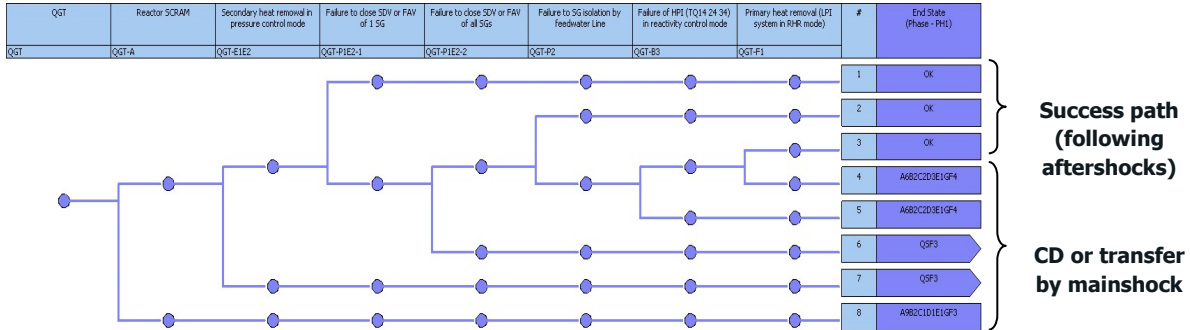 QGT
Reactor SCRAM
Secondary heat removal in
pressure control mode
Failure to close SDV or FAV
of 1 SG
Failure to close SDV or FAV
of all SGs
Failure to SG isolation by
feedwater Line
Failure of HPI (TQ14 24 34)
in reactivity control mode
Primary heat removal (LPI
system in RHR mode)
#
End State
(Phase - PH1)
QGT
QGT-A
QGT-E1E2
QGT-P1E2-1
QGT-P1E2-2
QGT-P2
QGT-B3
QGT-F1
1
OK
2
OK
3
OK
4
A6B2C2D3E1GF4
5
A6B2C2D3E1GF4
6
QSF3
7
QSF3
8
A9B2C1D1E1GF3
Success path
(following
aftershocks)
CD or transfer
by mainshock